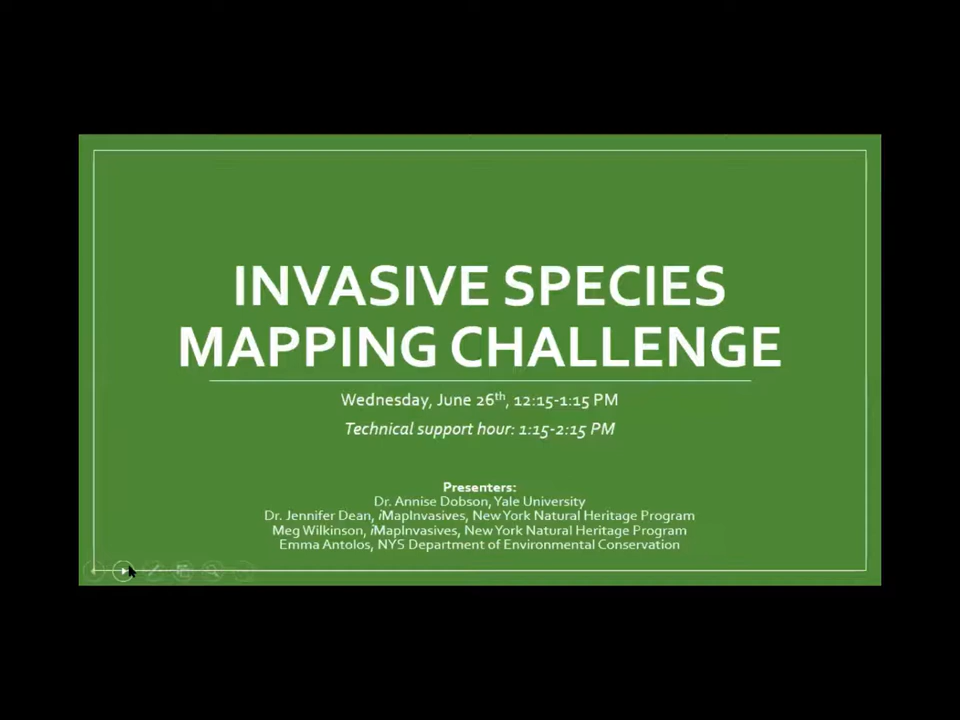 INVASIVE SPECIES
MAPPING CHALLENGE
Wednesday, June 26th, 12:15-1:15 PM
Technical support hour: 1:15-2:15 PM
Presenters:
Dr. Annise Dobson, Yale University
Dr. Jennifer Dean, iMapInvasives, New York Natural Heritage Program
Meg Wilkinson, iMapInvasives, New York Natural Heritage Program
Emma Antolos, NYS Department of Environmental Conservation